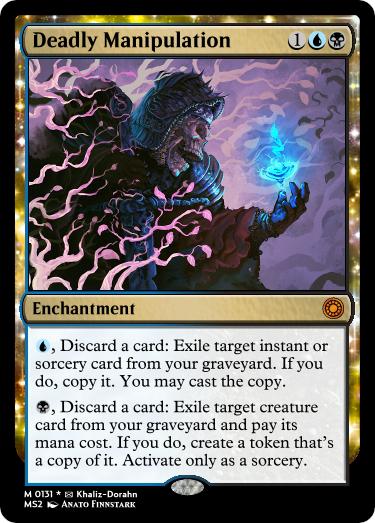 Deadly Manipulation 1
Enchantment
, Discard a card: Exile target instant or
sorcery card from your graveyard. If you
do, copy it. You may cast the copy.
, Discard a card: Exile target creature
card from your graveyard and pay its
mana cost. If you do, create a token that's
a copy of it. Activate only as a sorcery.
M 0131 * Khaliz-Dorahn
MS2 Anato Finnstark